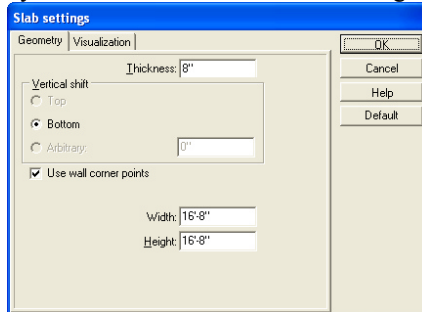 Slab settings
Geometry Visualization
Thickness: 8"
Vertical shift
Top
Bottom
Arbitrary: 0"
Use wall corner points
Width: 16'-8"
Height: 16'-8"
OK
Cancel
Help
Default